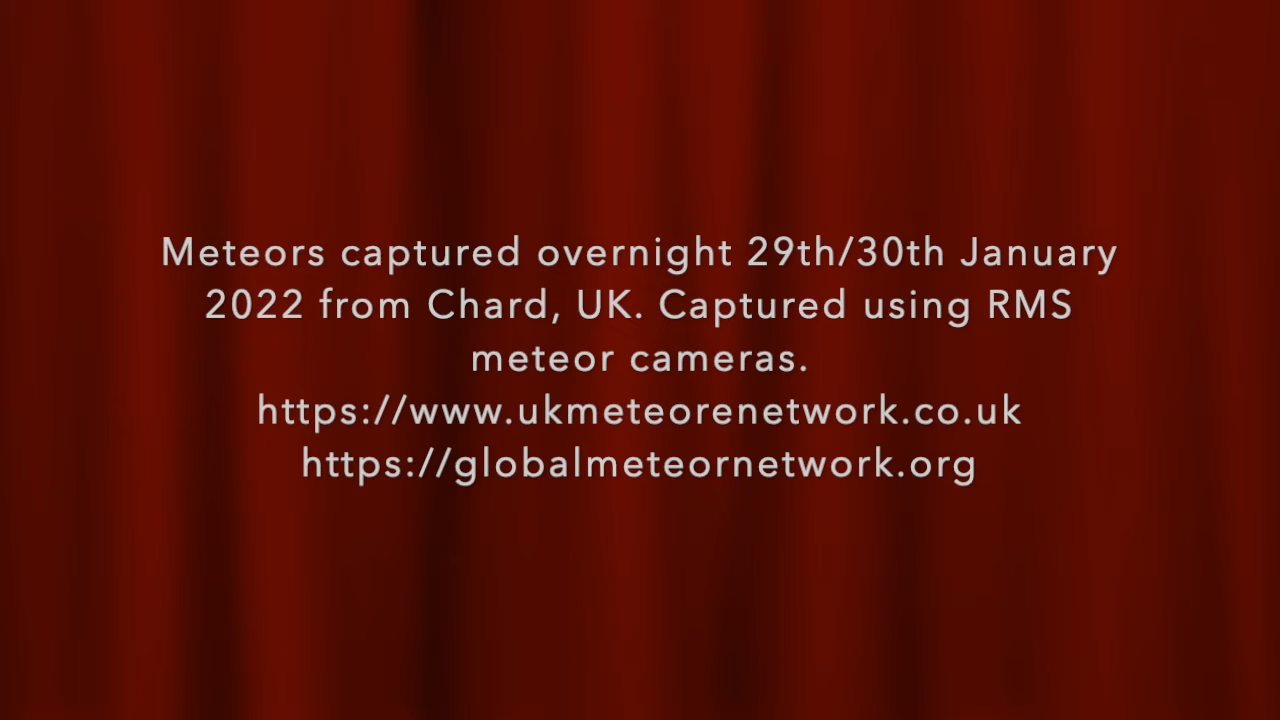 Meteors captured overnight 29th/30th January
2022 from Chard, UK. Captured using RMS
meteor cameras.
https://www.ukmeteorenetwork.co.uk
https://globalmeteornetwork.org